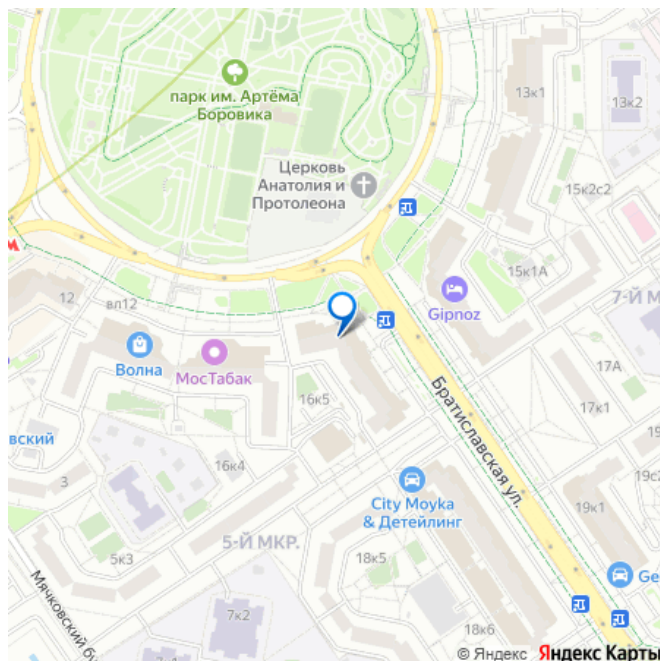 парк им. Артёма
Боровика
13к1
13к2
Церковь
Анатолия и
Протолеона
15к2с2
М
12
вл12
Gipnoz
15к1А
7-Й М
Волна
МосТабак
16к5
17А
17к1
Братиславская ул.
вский
3
16к4
City Moyka
& Детейлинг
19с2
19к1
5-Й МКР.
5к3
18к5
Ge
Мячковский бу
7к2
18к6
© Яндекс Яндекс Карты